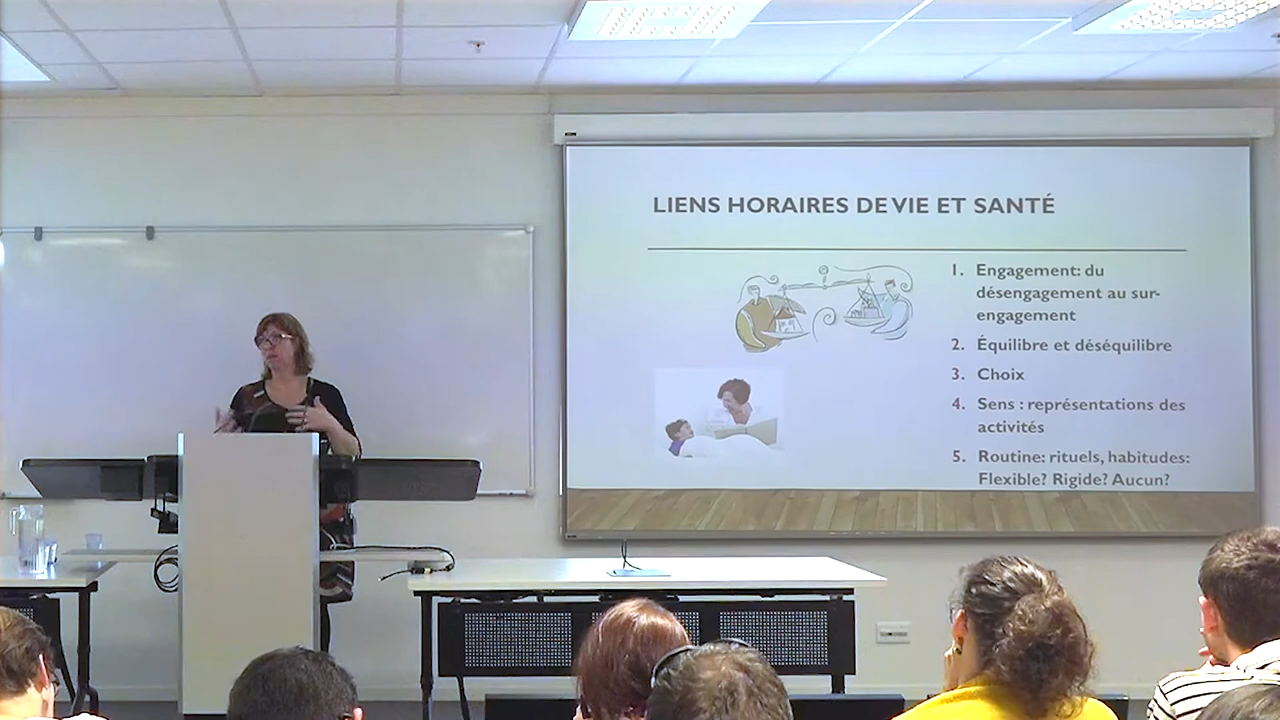 LIENS HORAIRES DE VIE ET SANTÉ
1. Engagement: du
désengagement au sur-
engagement
2. Équilibre et déséquilibre
3. Choix
4. Sens : représentations des
activités
5. Routine: rituels, habitudes:
Flexible? Rigide? Aucun?